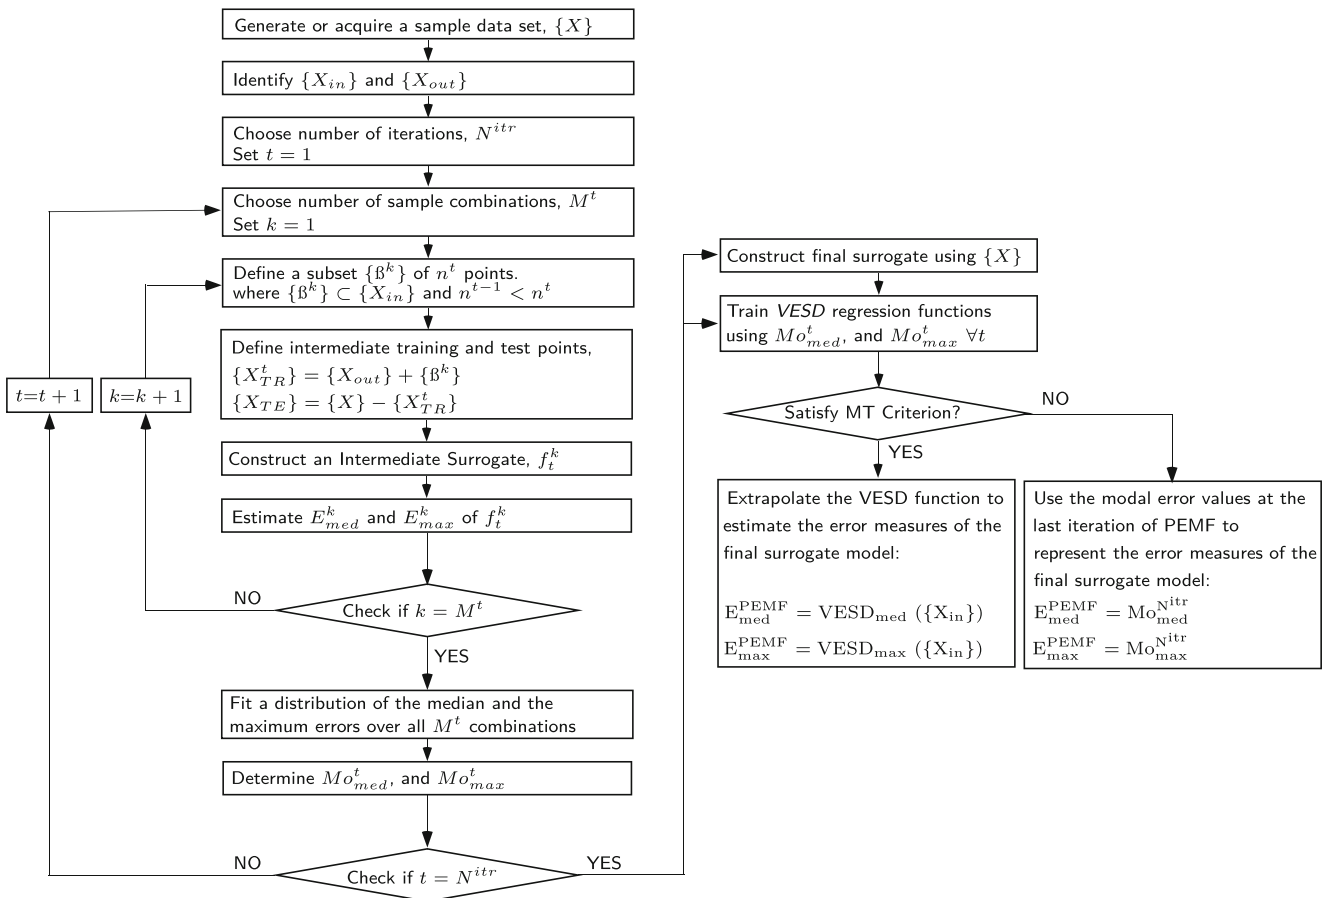 Generate or acquire a sample data set, {X}
Identify {X_in} and {X_out}
Choose number of iterations, N^itr
Set t = 1
Choose number of sample combinations, M^t
Set k = 1
Define a subset {ß^k} of n^t points.
where {ß^k} ⊂ {X_in} and n^{t−1} < n^t
Define intermediate training and test points,
{X^t_TR} = {X_out} + {ß^k}
{X_TE} = {X} − {X^t_TR}
t=t + 1
k=k + 1
Construct an Intermediate Surrogate, f^k_t
Estimate E^k_med and E^k_max of f^k_t
NO
Check if k = M^t
YES
Fit a distribution of the median and the
maximum errors over all M^t combinations
Determine Mo^t_med, and Mo^t_max
NO
Check if t = N^itr
YES
Construct final surrogate using {X}
Train VESD regression functions
using Mo^t_med, and Mo^t_max ∀t
Satisfy MT Criterion?
NO
YES
Extrapolate the VESD function to
estimate the error measures of the
final surrogate model:
E^PEMF_med = VESD_med ({X_in})
E^PEMF_max = VESD_max ({X_in})
Use the modal error values at the
last iteration of PEMF to
represent the error measures of the
final surrogate model:
E^PEMF_med = Mo^{N^itr}_med
E^PEMF_max = Mo^{N^itr}_max